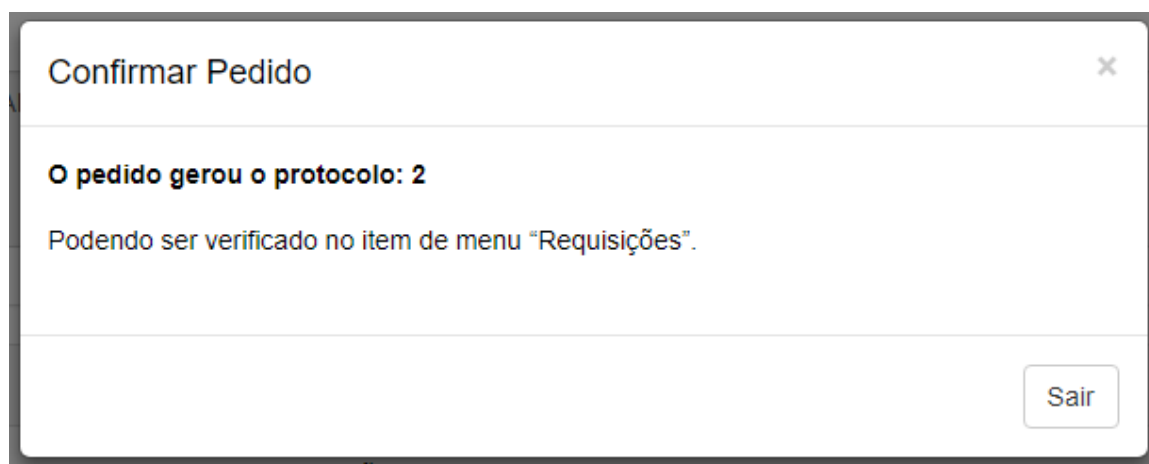 Confirmar Pedido
×
O pedido gerou o protocolo: 2
Podendo ser verificado no item de menu “Requisições”.
Sair